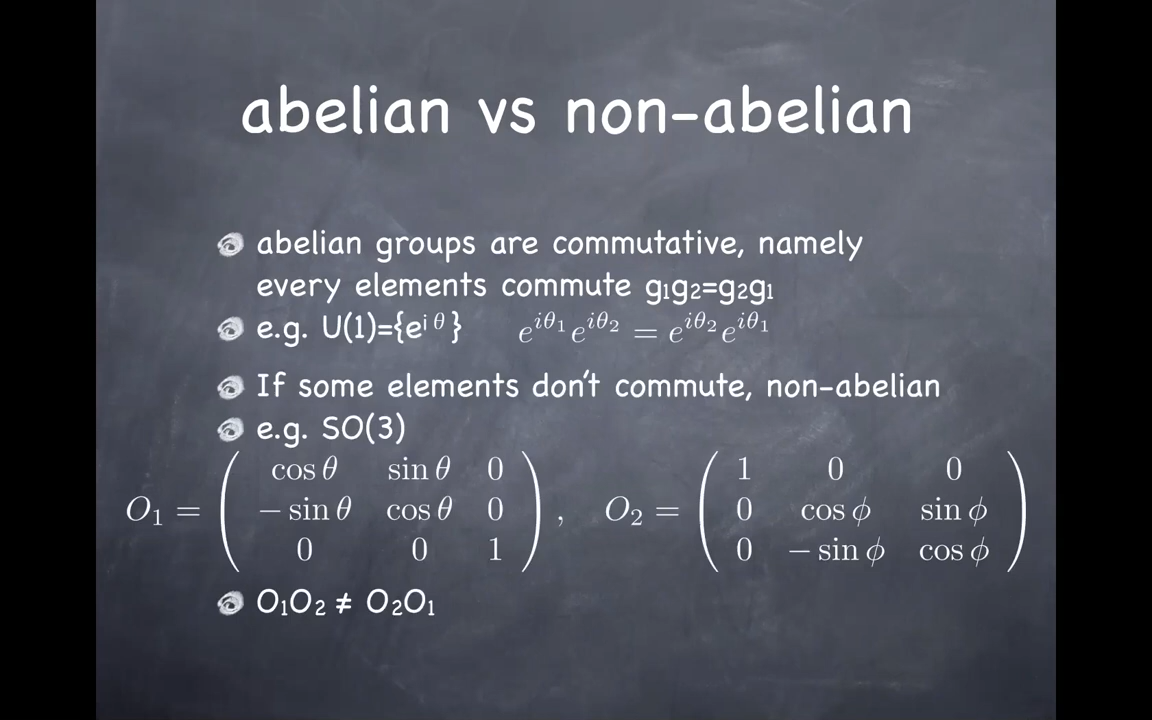 abelian vs non-abelian
abelian groups are commutative, namely
every elements commute g₁g₂=g₂g₁
e.g. U(1)={eⁱ^θ} e^{iθ₁}e^{iθ₂} = e^{iθ₂}e^{iθ₁}
If some elements don't commute, non-abelian
e.g. SO(3)
cos θ sin θ 0 1 0 0
O₁ = ( − sin θ cos θ 0 ) , O₂ = ( 0 cos ϕ sin ϕ )
0 0 1 0 − sin ϕ cos ϕ
O₁O₂ ≠ O₂O₁